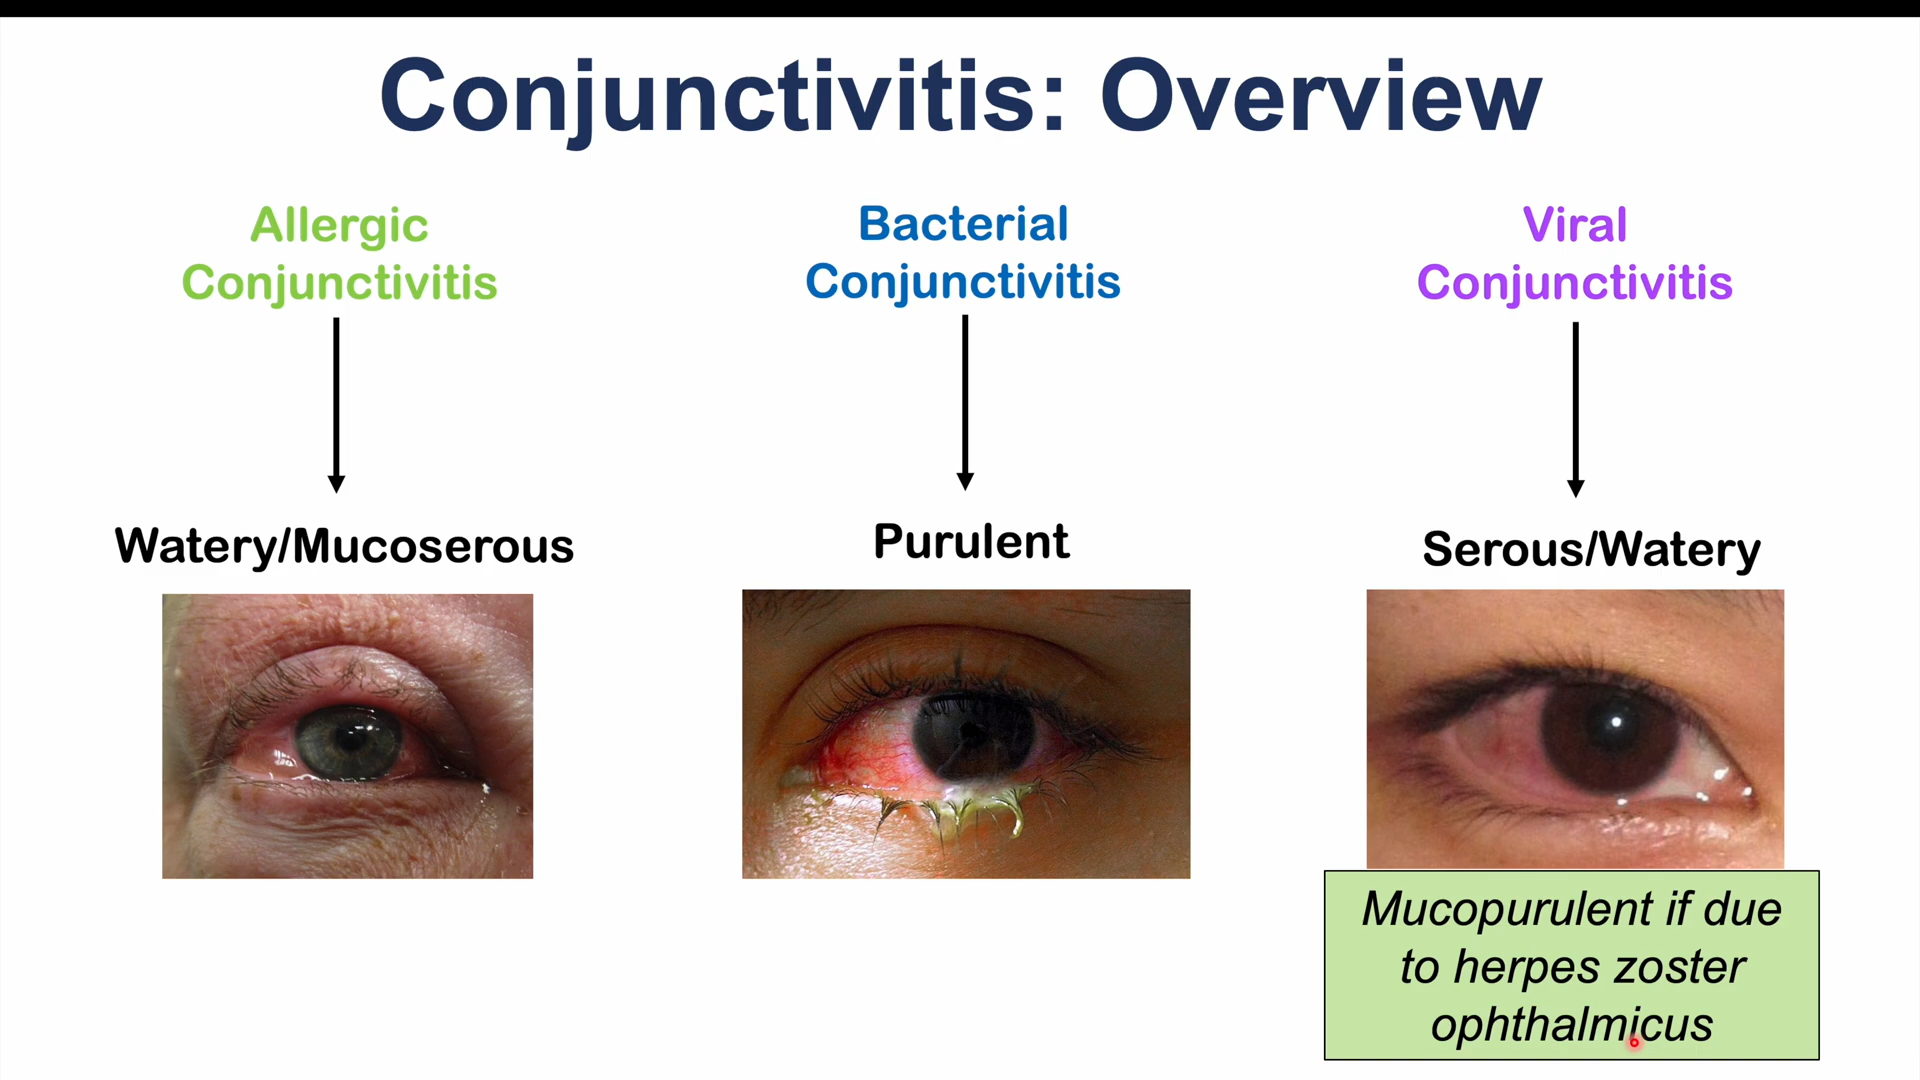 Conjunctivitis: Overview
Allergic
Conjunctivitis
Bacterial
Conjunctivitis
Viral
Conjunctivitis
Watery/Mucoserous
Purulent
Serous/Watery
Mucopurulent if due
to herpes zoster
ophthalmicus